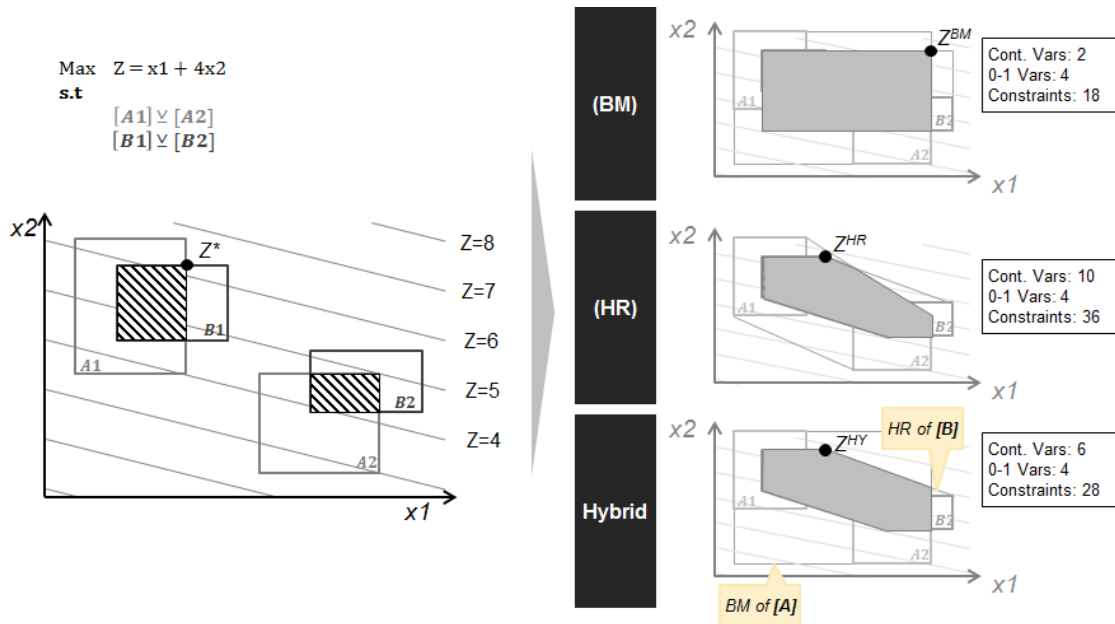 Max Z = x1 + 4x2
s.t
[A1] ⊻ [A2]
[B1] ⊻ [B2]
x2
Z*
Z=8
Z=7
Z=6
Z=5
Z=4
B1
A1
B2
A2
x1
(BM)
x2
Z^BM
A1
B2
A2
x1
Cont. Vars: 2
0-1 Vars: 4
Constraints: 18
(HR)
x2
Z^HR
A1
B2
A2
x1
Cont. Vars: 10
0-1 Vars: 4
Constraints: 36
Hybrid
x2
Z^HY
HR of [B]
A1
B2
A2
x1
BM of [A]
Cont. Vars: 6
0-1 Vars: 4
Constraints: 28